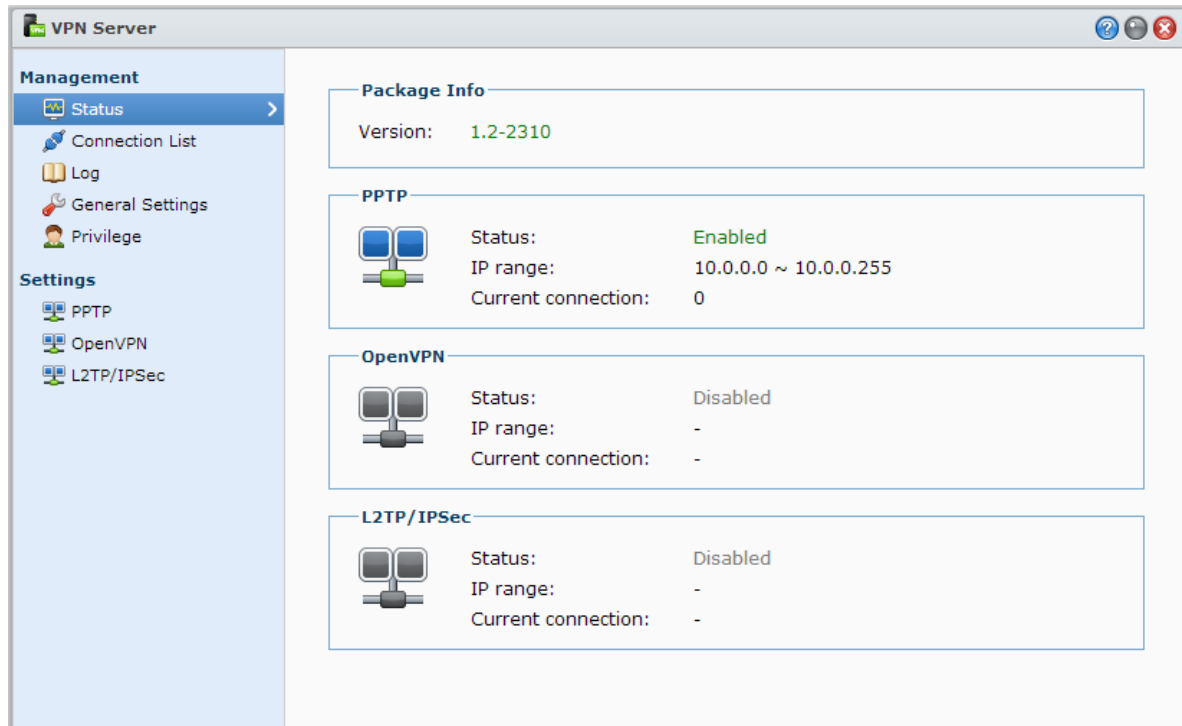 VPN Server
Management
Status
Connection List
Log
General Settings
Privilege
Settings
PPTP
OpenVPN
L2TP/IPSec
Package Info
Version: 1.2-2310
PPTP
Status: Enabled
IP range: 10.0.0.0 ~ 10.0.0.255
Current connection: 0
OpenVPN
Status: Disabled
IP range: -
Current connection: -
L2TP/IPSec
Status: Disabled
IP range: -
Current connection: -